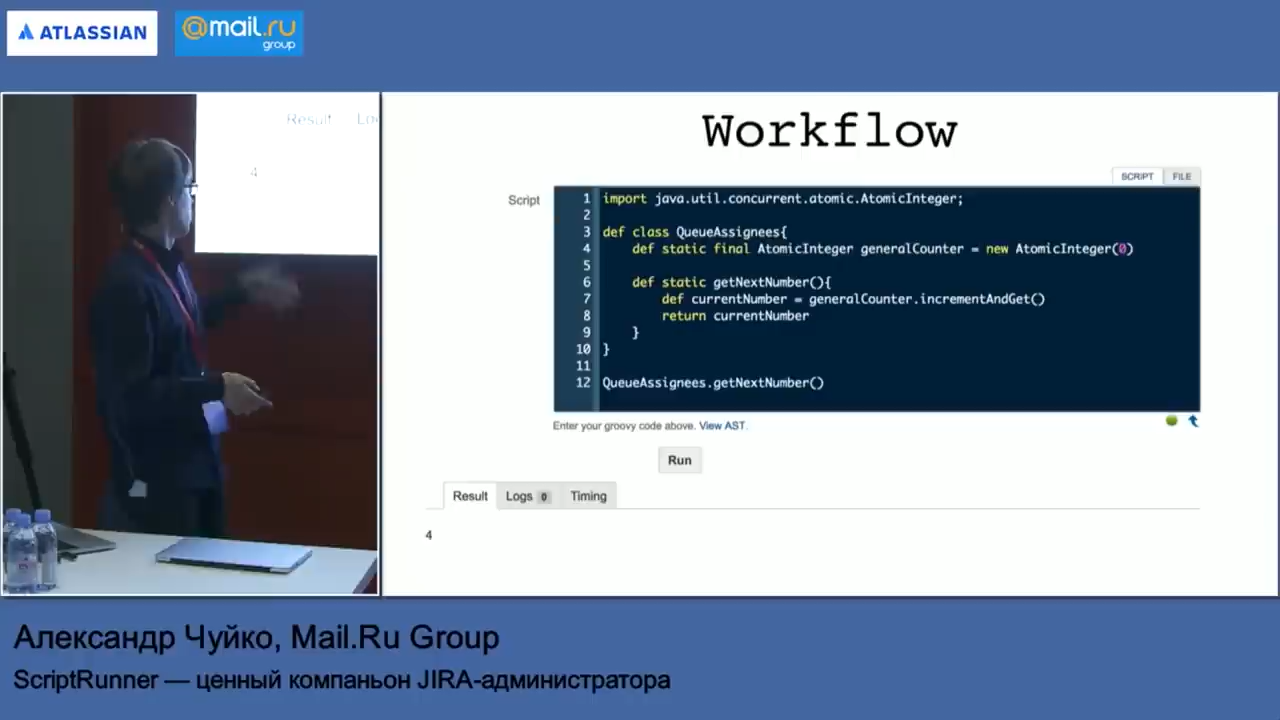 ATLASSIAN
@mail.ru
group
Result
4
Workflow
SCRIPT FILE
Script
1 import java.util.concurrent.atomic.AtomicInteger;
2
3 def class QueueAssignees{
4 def static final AtomicInteger generalCounter = new AtomicInteger(0)
5
6 def static getNextNumber(){
7 def currentNumber = generalCounter.incrementAndGet()
8 return currentNumber
9 }
10 }
11
12 QueueAssignees.getNextNumber()
Enter your groovy code above. View AST.
Run
Result Logs 0 Timing
4
Александр Чуйко, Mail.Ru Group
ScriptRunner — ценный компаньон JIRA-администратора